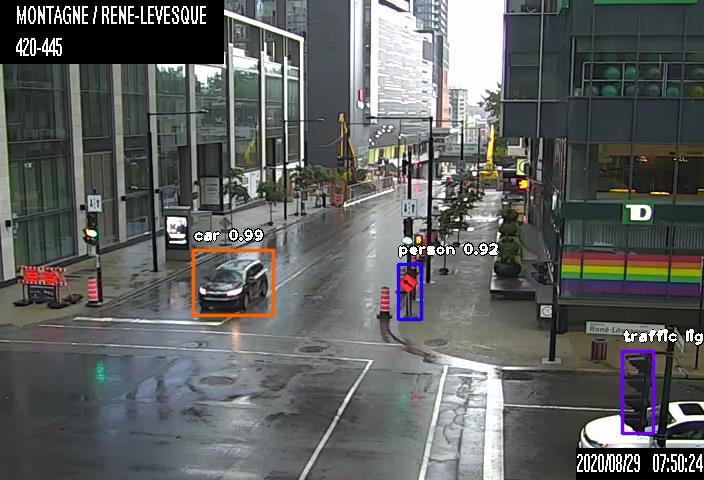 MONTAGNE / RENE-LEVESQUE
420-445
car 0.99
person 0.92
TD
René-Lévesque
traffic lig
2020/08/29 07:50:24